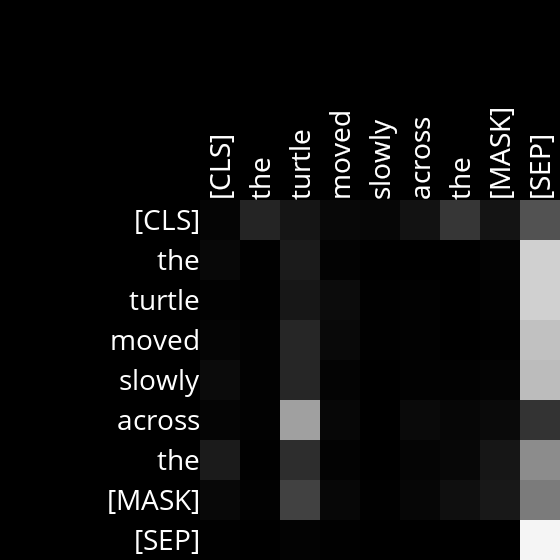 [CLS] the turtle moved slowly across the [MASK] [SEP]
[CLS]
the
turtle
moved
slowly
across
the
[MASK]
[SEP]